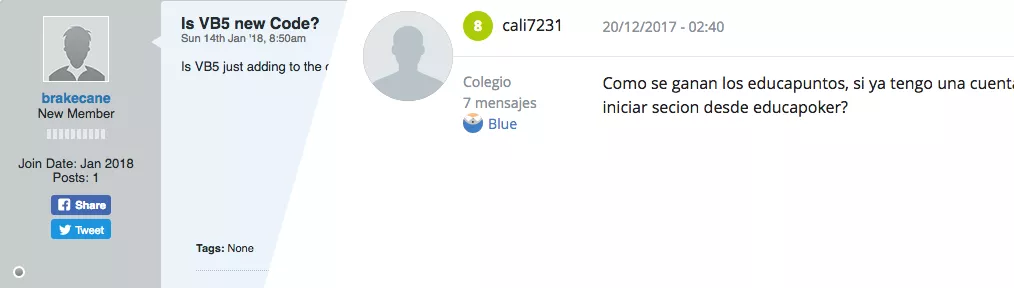 brakecane
New Member
Join Date: Jan 2018
Posts: 1
Share
Tweet
Is VB5 new Code?
Sun 14th Jan '18, 8:50am
Is VB5 just adding to the
Tags: None
8 cali7231 20/12/2017 - 02:40
Colegio
7 mensajes
Blue
Como se ganan los educapuntos, si ya tengo una cuenta
iniciar secion desde educapoker?